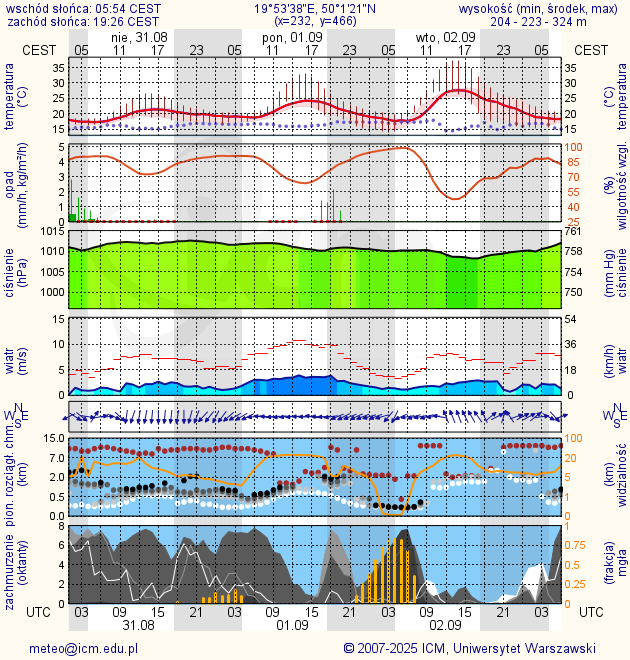 wschód słońca: 05:54 CEST 19°53'38"E, 50°1'21"N wysokość (min, środek, max)
zachód słońca: 19:26 CEST (x=232, y=466) 204 - 223 - 324 m
nie, 31.08 pon, 01.09 wto, 02.09
CEST 05 11 17 23 05 11 17 23 05 11 17 23 05 CEST
temperatura (°C)
35
30
25
20
15
temperatura (°C)
35
30
25
20
15
opad (mm/h, kg/m²/h)
5
4
3
2
1
0
wilgotność wzgl. (%)
100
85
70
55
40
25
ciśnienie (hPa)
1015
1010
1005
1000
ciśnienie (mm Hg)
761
758
754
750
wiatr (m/s)
15
10
5
0
wiatr (km/h)
54
36
18
0
N
W E
S
N
W E
S
pion. rozciągł. chm. (km)
15.0
7.0
2.0
0.5
0.0
widzialność (km)
100
20
5
1
0
zachmurzenie (oktanty)
8
6
4
2
0
mgła (frakcja)
1
0.75
0.5
0.25
0
UTC 03 09 15 21 03 09 15 21 03 09 15 21 03 UTC
31.08 01.09 02.09
meteo@icm.edu.pl © 2007-2025 ICM, Uniwersytet Warszawski